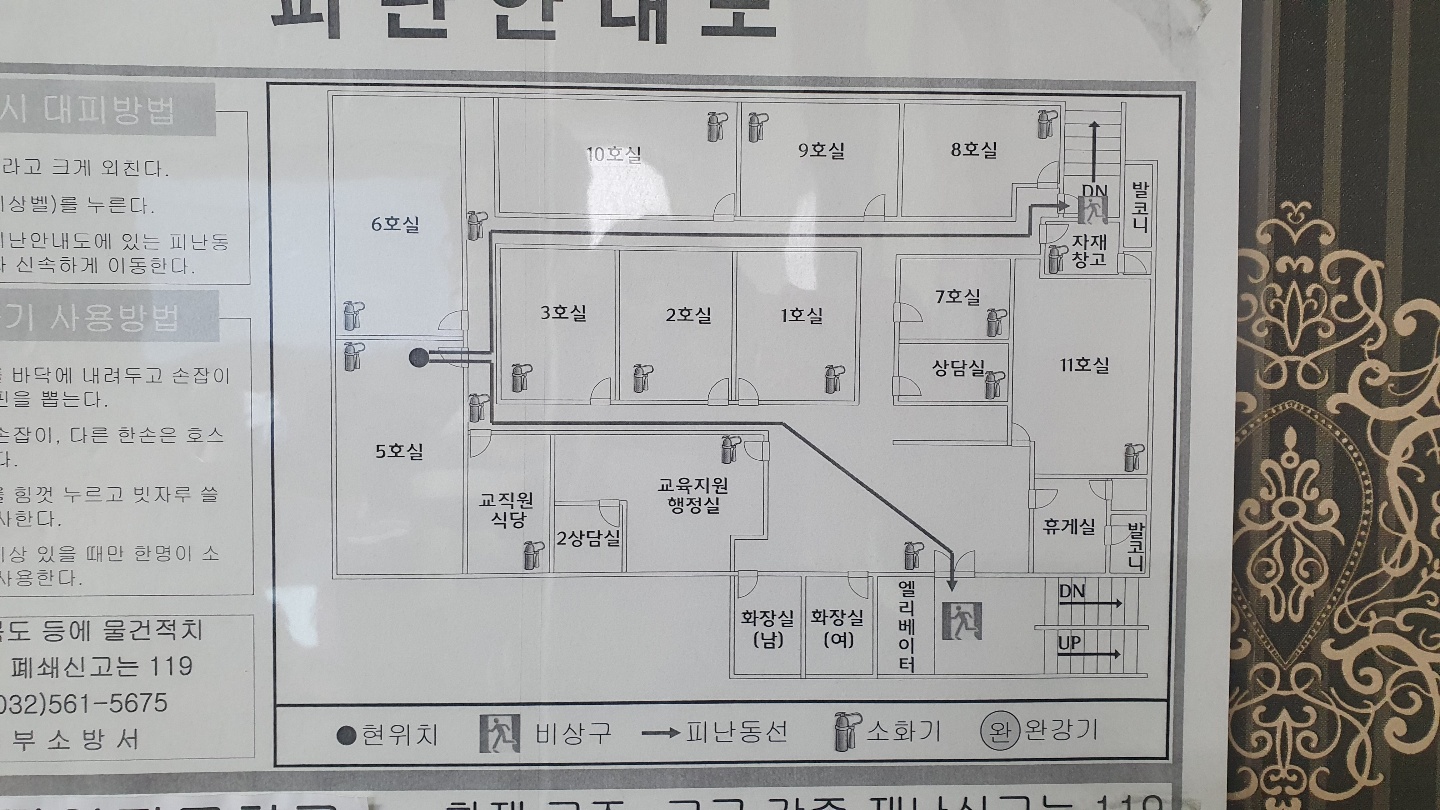 피난안내도
시 대피방법
라고 크게 외친다.
상벨)를 누른다.
난안내도에 있는 피난동
신속하게 이동한다.
기 사용방법
바닥에 내려두고 손잡이
핀을 뽑는다.
손잡이, 다른 한손은 호스
다.
힘껏 누르고 빗자루 쓸
사한다.
이상 있을 때만 한명이 소
사용한다.
복도 등에 물건적치
폐쇄신고는 119
032)561-5675
부소방서
10호실
9호실
8호실
DN
발코니
6호실
자재
창고
3호실
2호실
1호실
7호실
상담실
11호실
5호실
교직원
식당
2상담실
교육지원
행정실
휴게실
발코니
화장실
(남)
화장실
(여)
엘리베이터
DN
UP
현위치
비상구
피난동선
소화기
완 완강기